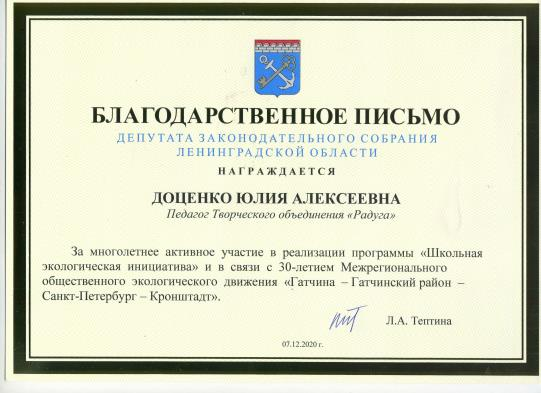 БЛАГОДАРСТВЕННОЕ ПИСЬМО
ДЕПУТАТА ЗАКОНОДАТЕЛЬНОГО СОБРАНИЯ
ЛЕНИНГРАДСКОЙ ОБЛАСТИ
НАГРАЖДАЕТСЯ
ДОЦЕНКО ЮЛИЯ АЛЕКСЕЕВНА
Педагог Творческого объединения «Радуга»
За многолетнее активное участие в реализации программы «Школьная
экологическая инициатива» и в связи с 30-летием Межрегионального
общественного экологического движения «Гатчина – Гатчинский район –
Санкт-Петербург – Кронштадт».
Л.А. Тептина
07.12.2020 г.